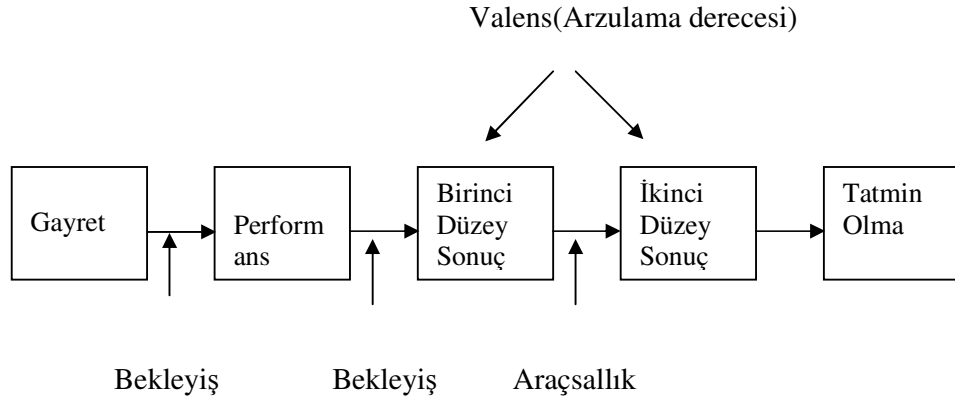 Valens(Arzulama derecesi)
Gayret
Perform
ans
Birinci
Düzey
Sonuç
İkinci
Düzey
Sonuç
Tatmin
Olma
Bekleyiş
Bekleyiş
Araçsallık